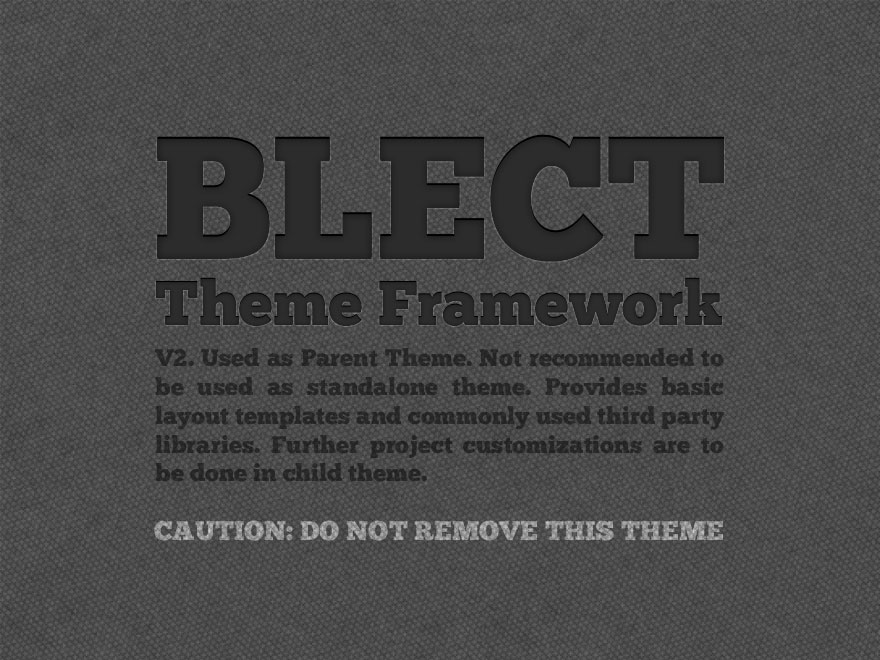 BLECT
Theme Framework
V2. Used as Parent Theme. Not recommended to
be used as standalone theme. Provides basic
layout templates and commonly used third party
libraries. Further project customizations are to
be done in child theme.
CAUTION: DO NOT REMOVE THIS THEME